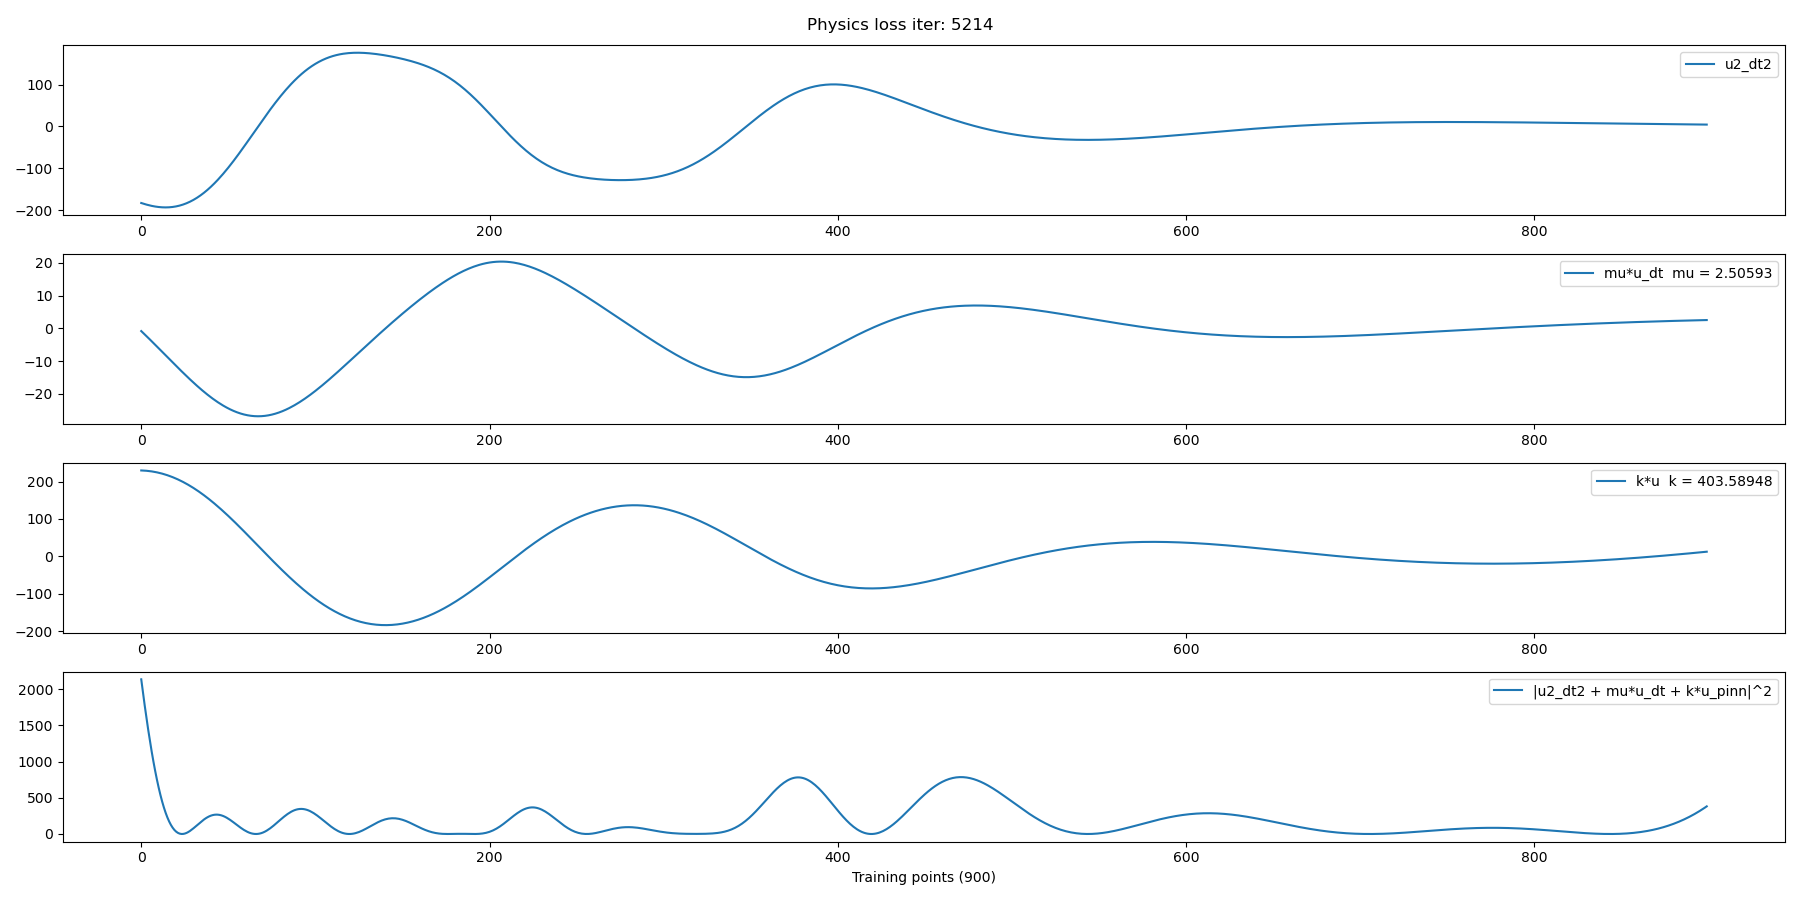 Physics loss iter: 5214
u2_dt2
100
0
−100
−200
0 200 400 600 800
mu*u_dt  mu = 2.50593
20
10
0
−10
−20
0 200 400 600 800
k*u  k = 403.58948
200
100
0
−100
−200
0 200 400 600 800
|u2_dt2 + mu*u_dt + k*u_pinn|^2
2000
1500
1000
500
0
0 200 400 600 800
Training points (900)